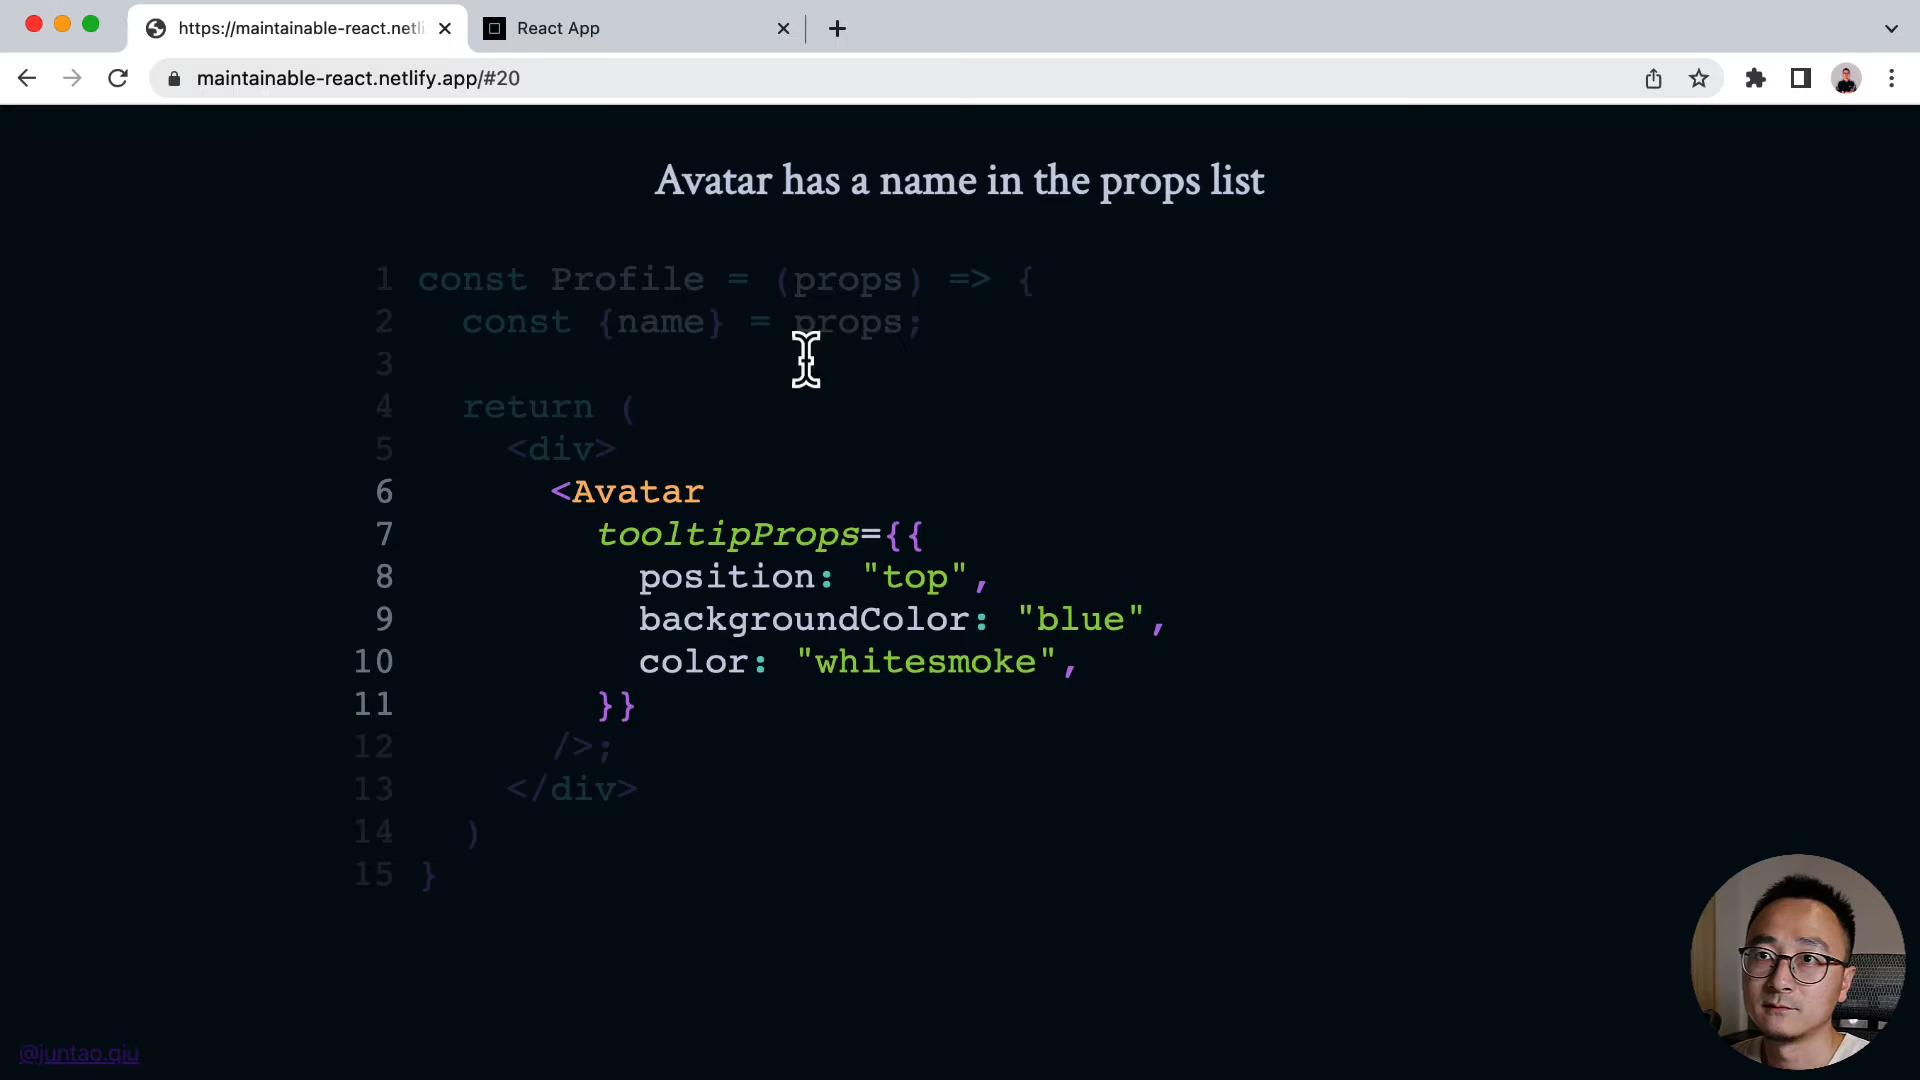 https://maintainable-react.netli
React App
maintainable-react.netlify.app/#20
Avatar has a name in the props list
1 const Profile = (props) => {
2 const {name} = props;
3
4 return (
5 <div>
6 <Avatar
7 tooltipProps={{
8 position: "top",
9 backgroundColor: "blue",
10 color: "whitesmoke",
11 }}
12 />;
13 </div>
14 )
15 }
@juntao.qiu